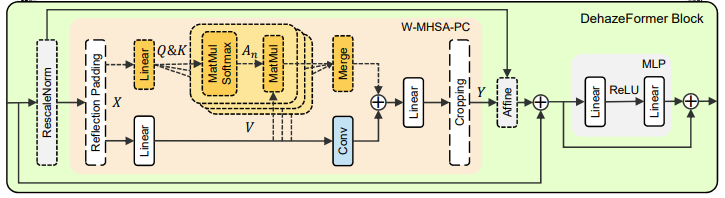 DehazeFormer Block
W-MHSA-PC
RescaleNorm
Reflection Padding
X
Linear
Q&K
MatMul
Softmax
A_n
MatMul
Merge
Linear
V
Conv
Linear
Cropping
Y
Affine
MLP
Linear
ReLU
Linear